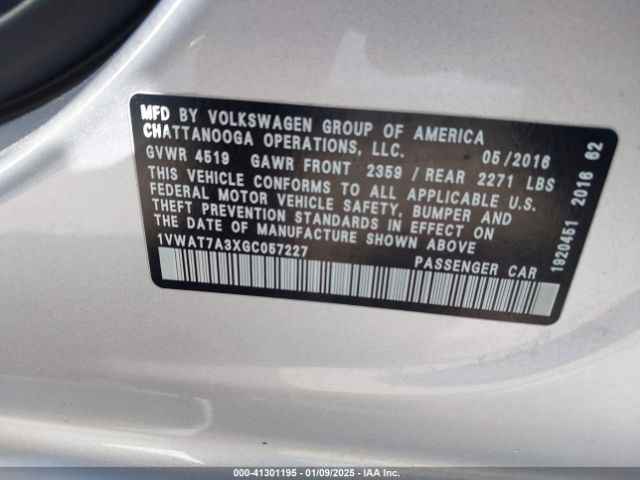 MFD BY VOLKSWAGEN GROUP OF AMERICA
CHATTANOOGA OPERATIONS, LLC. 05/2016
GVWR 4519 GAWR FRONT 2359 / REAR 2271 LBS
THIS VEHICLE CONFORMS TO ALL APPLICABLE U.S.
FEDERAL MOTOR VEHICLE SAFETY, BUMPER AND
THEFT PREVENTION STANDARDS IN EFFECT ON
THE DATE OF MANUFACTURE SHOWN ABOVE
1VWAT7A3XGC057227 PASSENGER CAR
1920451 2016 62
000-41301195 - 01/09/2025 - IAA Inc.